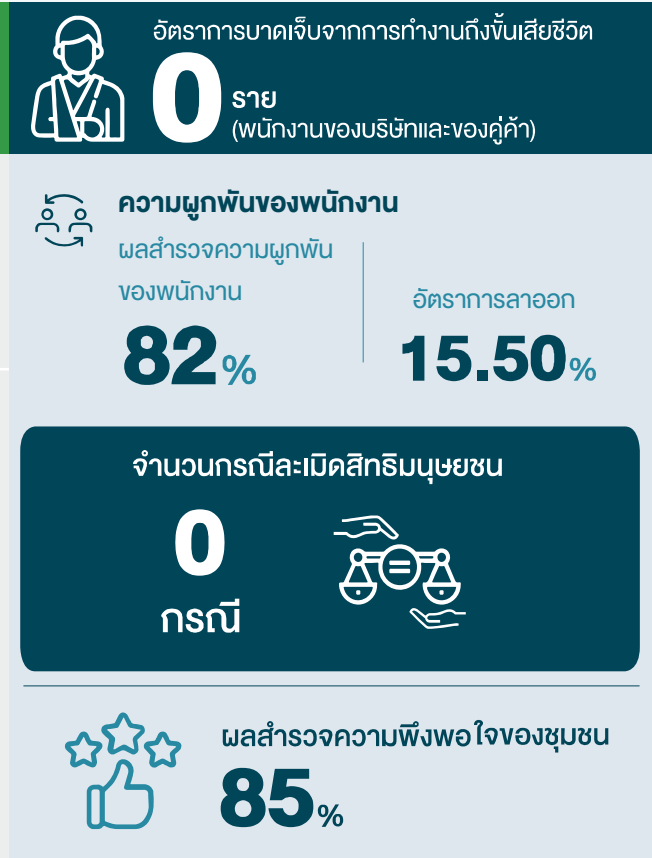 อัตราการบาดเจ็บจากการทำงานถึงขั้นเสียชีวิต
0 ราย
(พนักงานของบริษัทและของคู่ค้า)
ความผูกพันของพนักงาน
ผลสำรวจความผูกพัน
ของพนักงาน
82%
อัตราการลาออก
15.50%
จำนวนกรณีละเมิดสิทธิมนุษยชน
0
กรณี
ผลสำรวจความพึงพอใจของชุมชน
85%